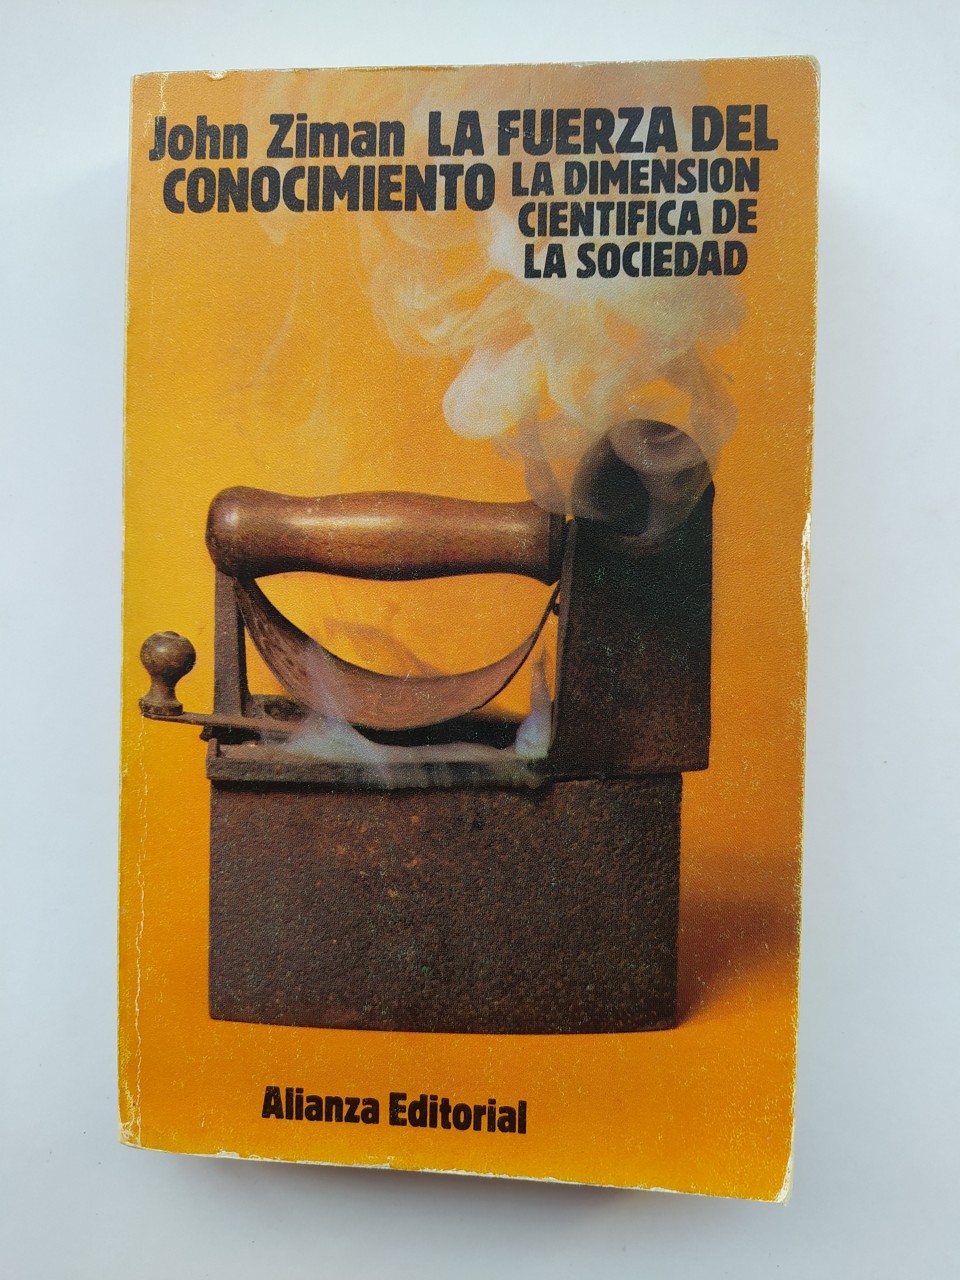 John Ziman LA FUERZA DEL
CONOCIMIENTO LA DIMENSION
CIENTIFICA DE
LA SOCIEDAD
Alianza Editorial